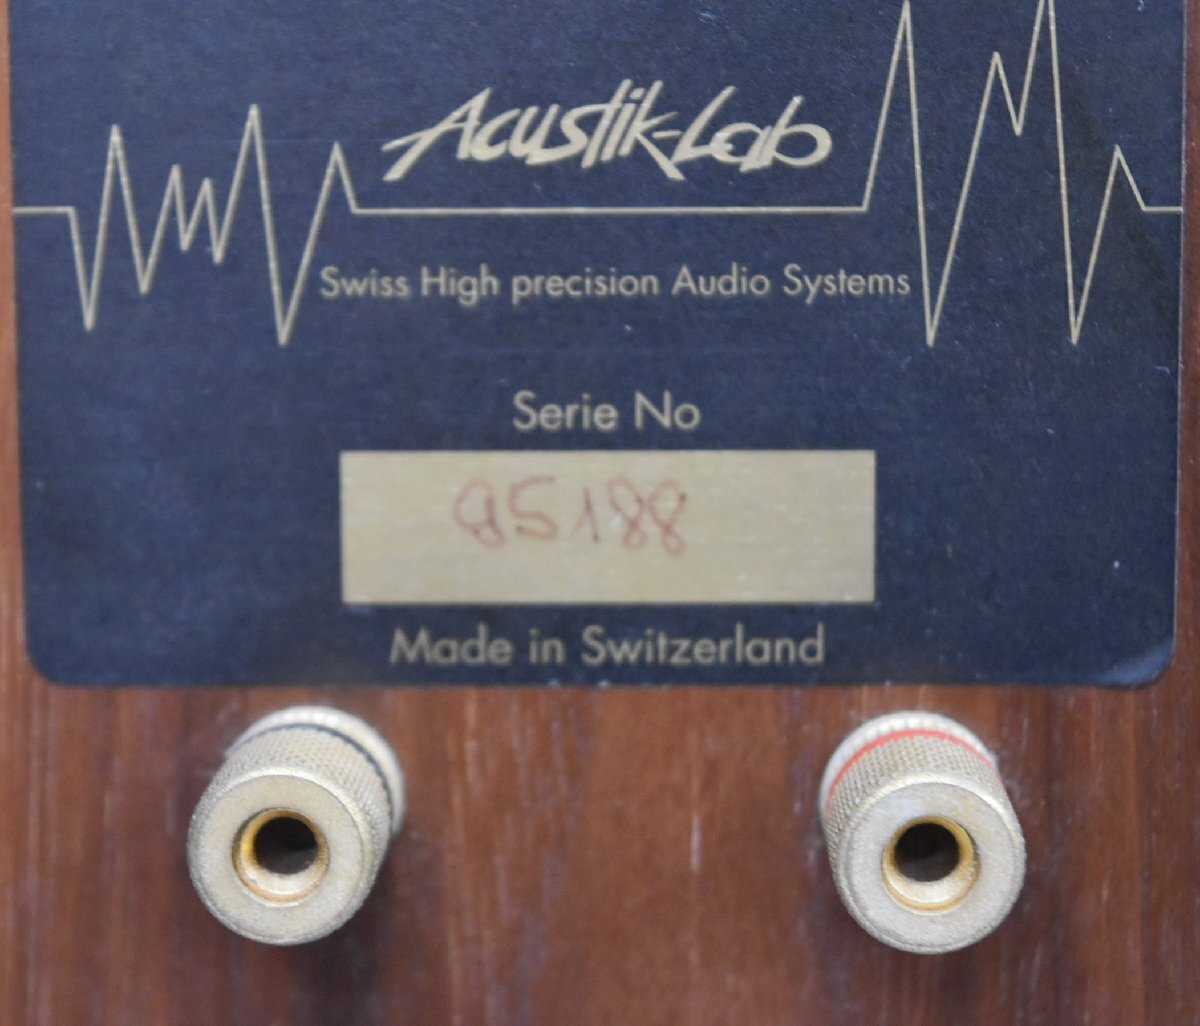 Acustik-Lab
Swiss High precision Audio Systems
Serie No
95188
Made in Switzerland